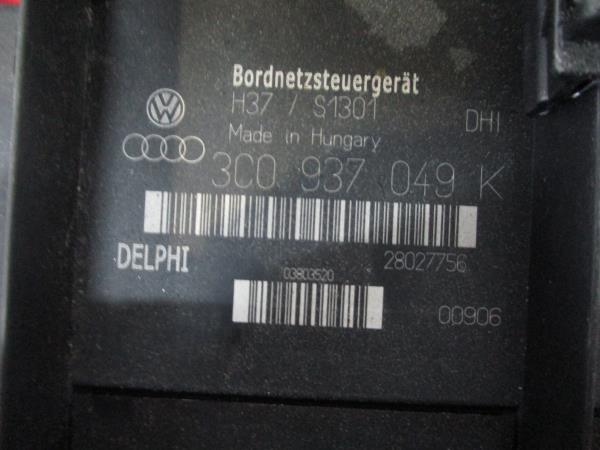 Bordnetzsteuergerät
H37 / S1301 DHI
Made in Hungary
3C0 937 049 K
DELPHI 28027756
03803520
00906